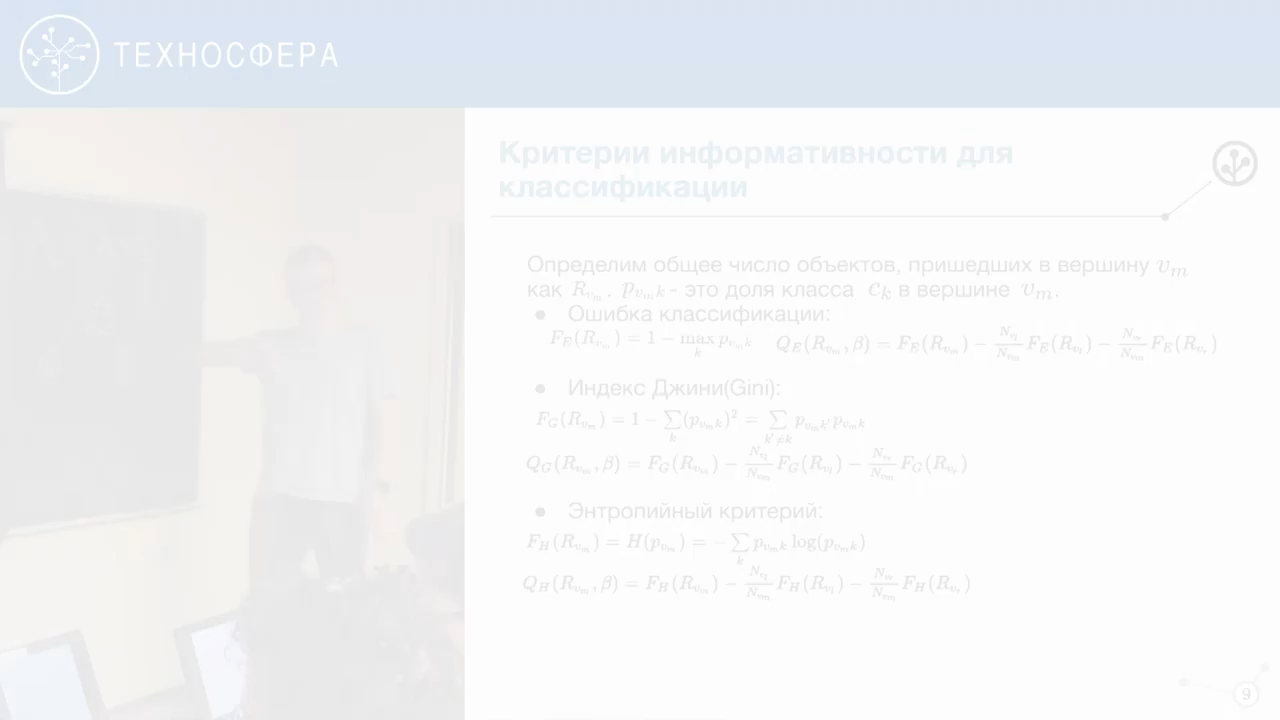 ТЕХНОСФЕРА
Критерии информативности для
классификации
Определим общее число объектов, пришедших в вершину v_m
как R_{v_m}. p_{v_m k} - это доля класса c_k в вершине v_m.
● Ошибка классификации:
F_E(R_{v_m}) = 1 − max_k p_{v_m k} Q_E(R_{v_m}, β) = F_E(R_{v_m}) − N_{v_l}/N_{v_m} F_E(R_{v_l}) − N_{v_r}/N_{v_m} F_E(R_{v_r})
● Индекс Джини(Gini):
F_G(R_{v_m}) = 1 − ∑_k (p_{v_m k})² = ∑_{k'≠k} p_{v_m k'} p_{v_m k}
Q_G(R_{v_m}, β) = F_G(R_{v_m}) − N_{v_l}/N_{v_m} F_G(R_{v_l}) − N_{v_r}/N_{v_m} F_G(R_{v_r})
● Энтропийный критерий:
F_H(R_{v_m}) = H(p_{v_m}) = − ∑_k p_{v_m k} log(p_{v_m k})
Q_H(R_{v_m}, β) = F_H(R_{v_m}) − N_{v_l}/N_{v_m} F_H(R_{v_l}) − N_{v_r}/N_{v_m} F_H(R_{v_r})
9